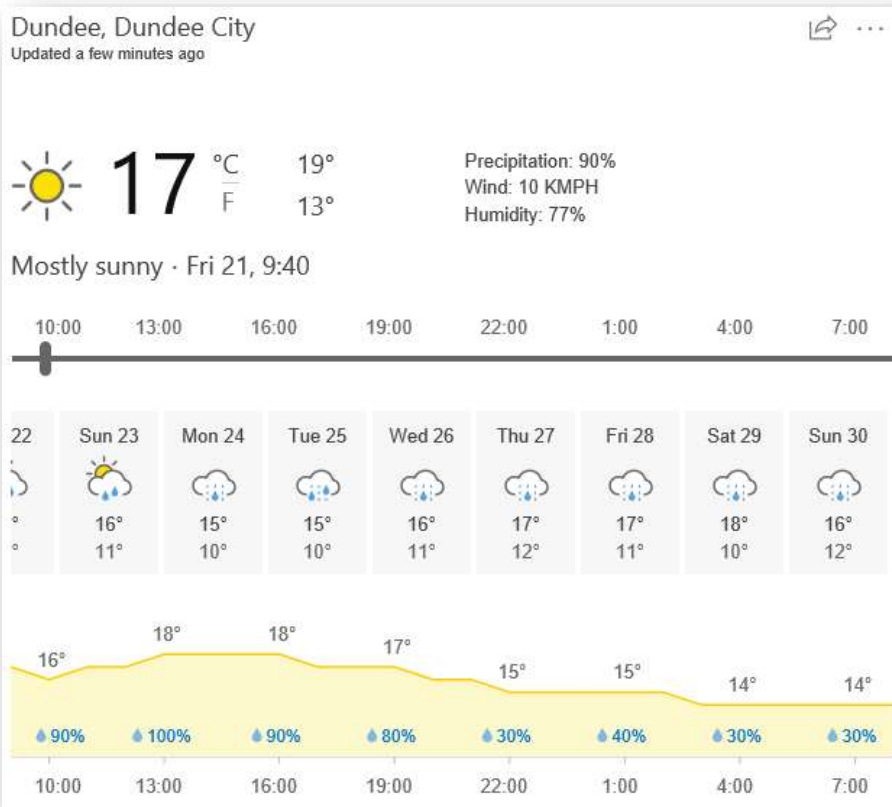 Dundee, Dundee City
Updated a few minutes ago
17 °C F 19° 13°
Precipitation: 90%
Wind: 10 KMPH
Humidity: 77%
Mostly sunny · Fri 21, 9:40
10:00 13:00 16:00 19:00 22:00 1:00 4:00 7:00
22 Sun 23 Mon 24 Tue 25 Wed 26 Thu 27 Fri 28 Sat 29 Sun 30
° 16° 15° 15° 16° 17° 17° 18° 16°
° 11° 10° 10° 11° 12° 11° 10° 12°
16° 18° 18° 17° 15° 15° 14° 14°
90% 100% 90% 80% 30% 40% 30% 30%
10:00 13:00 16:00 19:00 22:00 1:00 4:00 7:00